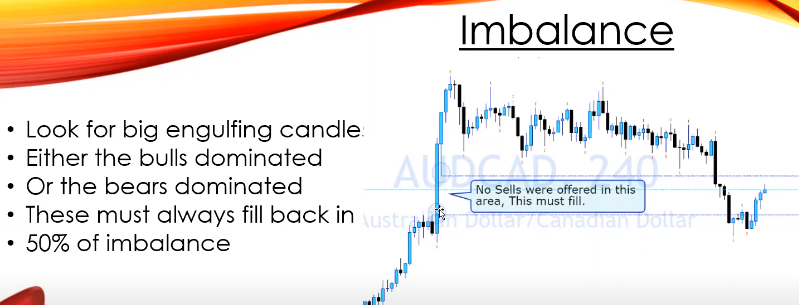 Imbalance
• Look for big engulfing candle
• Either the bulls dominated
• Or the bears dominated
• These must always fill back in
• 50% of imbalance
AUDCAD, 240
No Sells were offered in this
area, This must fill.
Australian Dollar/Canadian Dollar